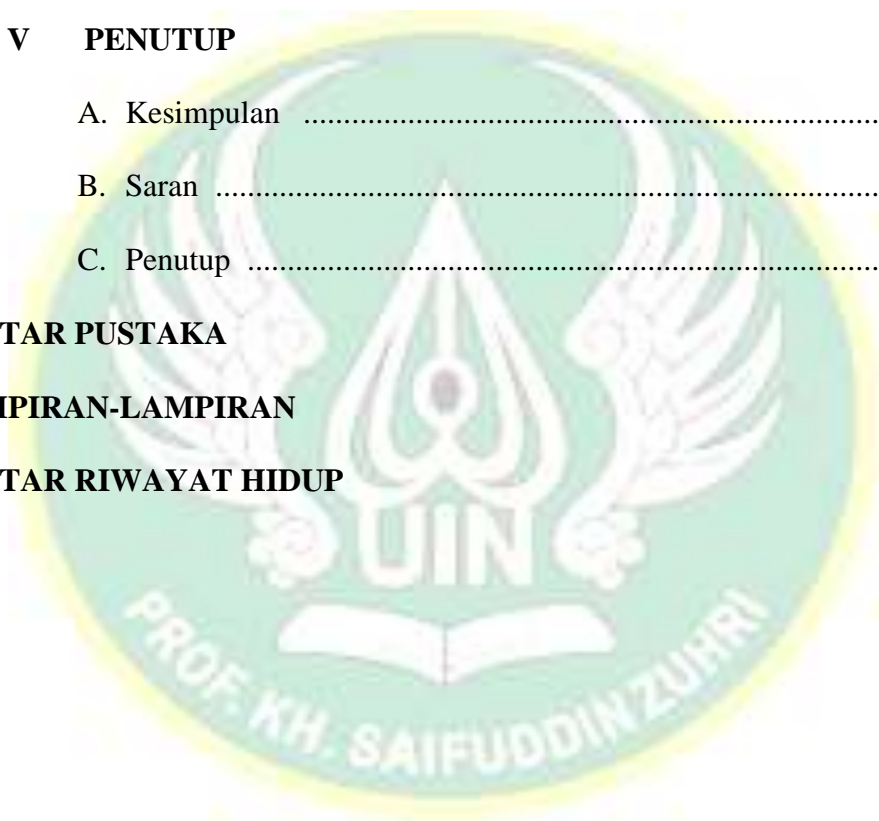 V PENUTUP
A. Kesimpulan ........................................................................
B. Saran ...................................................................................
C. Penutup ...............................................................................
TAR PUSTAKA
IPIRAN-LAMPIRAN
TAR RIWAYAT HIDUP
UIN
PROF. KH. SAIFUDDIN ZUHRI